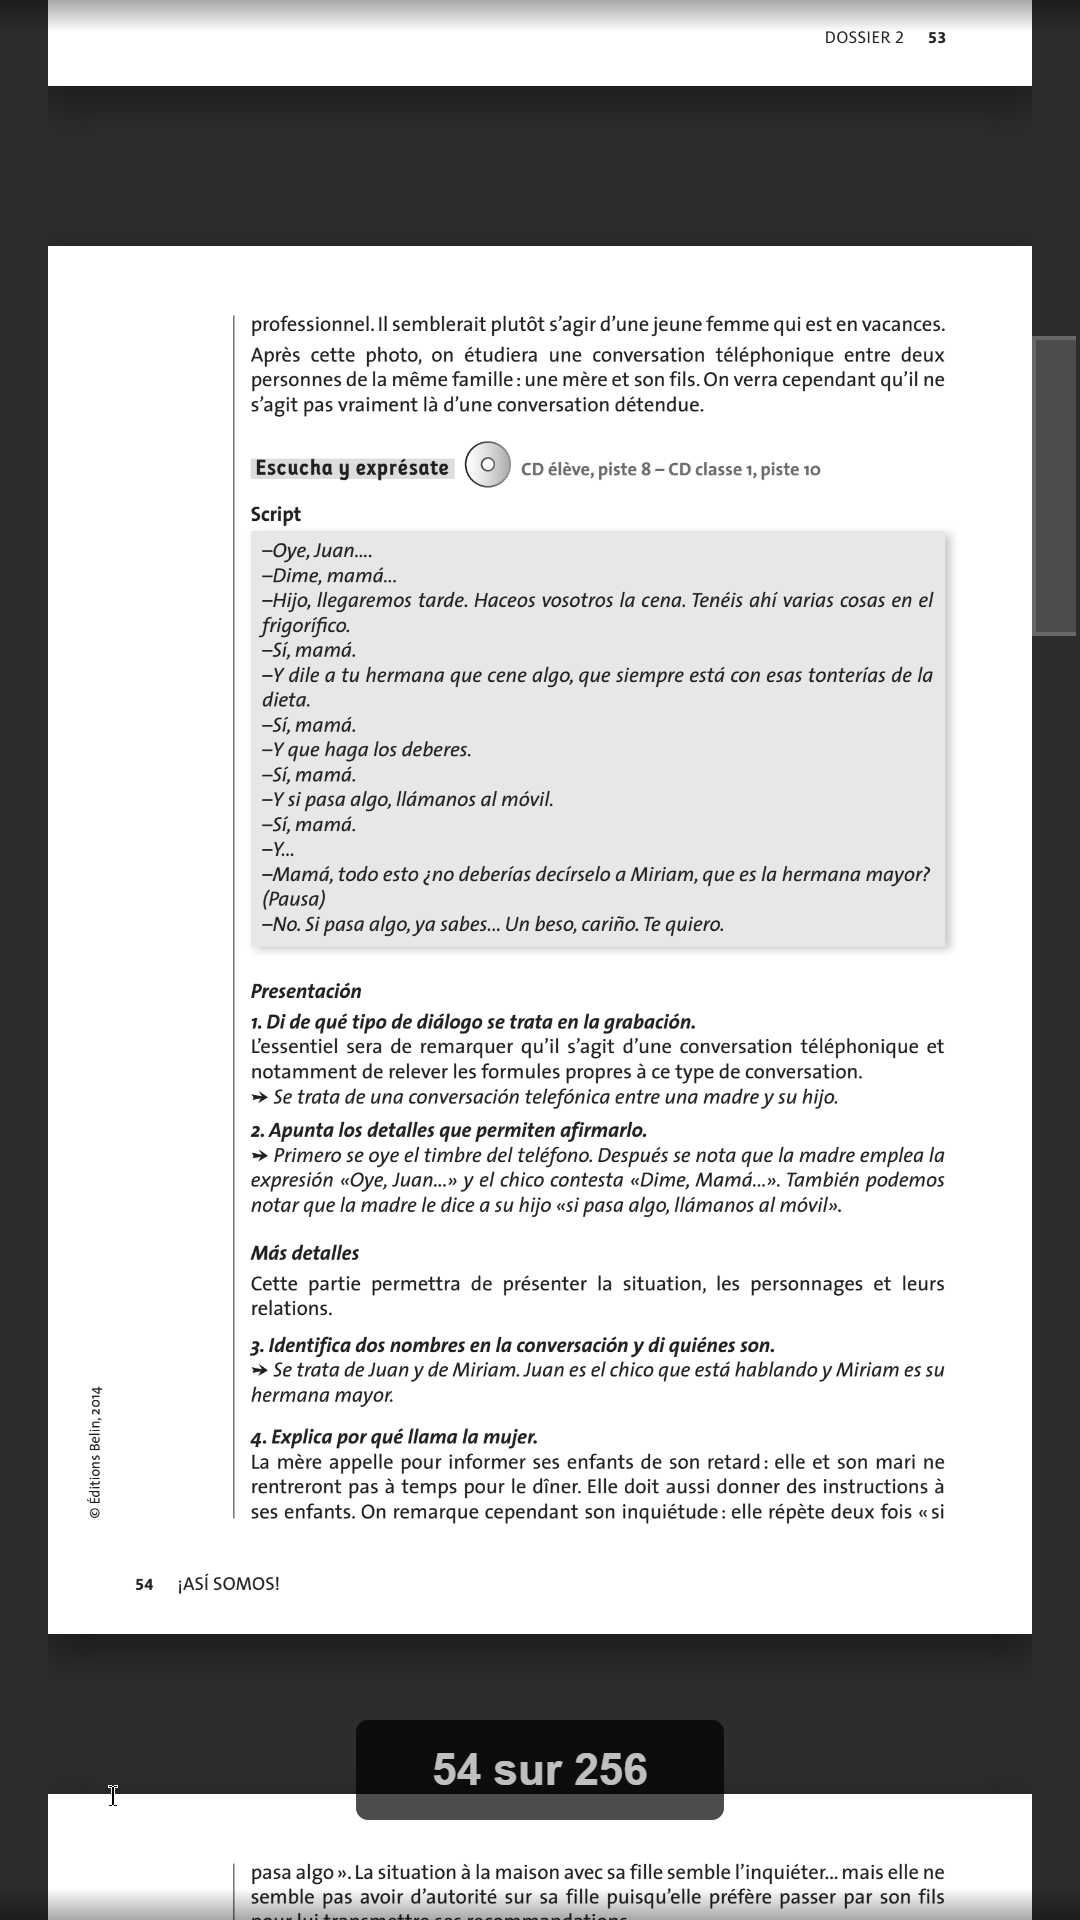 DOSSIER 2 53
professionnel. Il semblerait plutôt s’agir d’une jeune femme qui est en vacances.
Après cette photo, on étudiera une conversation téléphonique entre deux
personnes de la même famille : une mère et son fils. On verra cependant qu’il ne
s’agit pas vraiment là d’une conversation détendue.
Escucha y exprésate CD élève, piste 8 – CD classe 1, piste 10
Script
–Oye, Juan....
–Dime, mamá...
–Hijo, llegaremos tarde. Haceos vosotros la cena. Tenéis ahí varias cosas en el
frigorífico.
–Sí, mamá.
–Y dile a tu hermana que cene algo, que siempre está con esas tonterías de la
dieta.
–Sí, mamá.
–Y que haga los deberes.
–Sí, mamá.
–Y si pasa algo, llámanos al móvil.
–Sí, mamá.
–Y...
–Mamá, todo esto ¿no deberías decírselo a Miriam, que es la hermana mayor?
(Pausa)
–No. Si pasa algo, ya sabes... Un beso, cariño. Te quiero.
Presentación
1. Di de qué tipo de diálogo se trata en la grabación.
L’essentiel sera de remarquer qu’il s’agit d’une conversation téléphonique et
notamment de relever les formules propres à ce type de conversation.
➛ Se trata de una conversación telefónica entre una madre y su hijo.
2. Apunta los detalles que permiten afirmarlo.
➛ Primero se oye el timbre del teléfono. Después se nota que la madre emplea la
expresión «Oye, Juan...» y el chico contesta «Dime, Mamá...». También podemos
notar que la madre le dice a su hijo «si pasa algo, llámanos al móvil».
Más detalles
Cette partie permettra de présenter la situation, les personnages et leurs
relations.
3. Identifica dos nombres en la conversación y di quiénes son.
➛ Se trata de Juan y de Miriam. Juan es el chico que está hablando y Miriam es su
hermana mayor.
4. Explica por qué llama la mujer.
La mère appelle pour informer ses enfants de son retard : elle et son mari ne
rentreront pas à temps pour le dîner. Elle doit aussi donner des instructions à
ses enfants. On remarque cependant son inquiétude : elle répète deux fois « si
© Éditions Belin, 2014
54 ¡ASÍ SOMOS!
54 sur 256
pasa algo ». La situation à la maison avec sa fille semble l’inquiéter... mais elle ne
semble pas avoir d’autorité sur sa fille puisqu’elle préfère passer par son fils
pour lui transmettre ses recommandations.